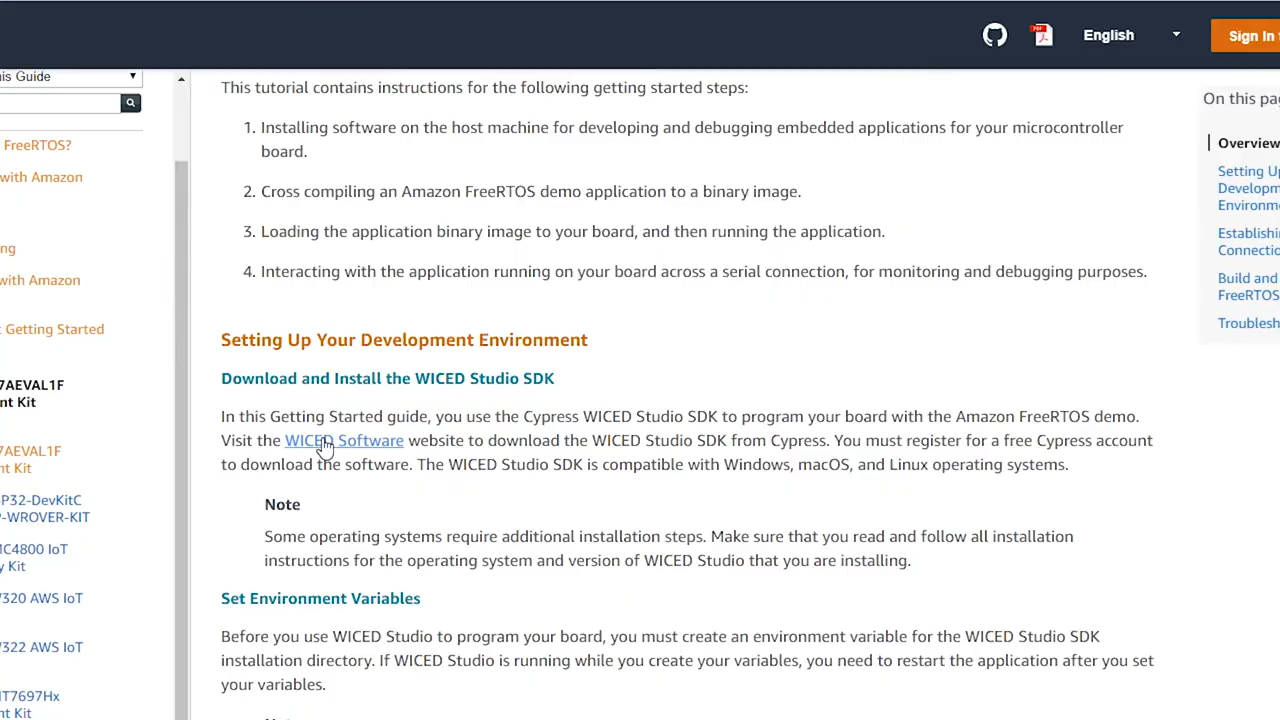 English
Sign In
his Guide
This tutorial contains instructions for the following getting started steps:
On this pag
1. Installing software on the host machine for developing and debugging embedded applications for your microcontroller
board.
2. Cross compiling an Amazon FreeRTOS demo application to a binary image.
3. Loading the application binary image to your board, and then running the application.
4. Interacting with the application running on your board across a serial connection, for monitoring and debugging purposes.
Setting Up Your Development Environment
Download and Install the WICED Studio SDK
In this Getting Started guide, you use the Cypress WICED Studio SDK to program your board with the Amazon FreeRTOS demo.
Visit the WICED Software website to download the WICED Studio SDK from Cypress. You must register for a free Cypress account
to download the software. The WICED Studio SDK is compatible with Windows, macOS, and Linux operating systems.
Note
Some operating systems require additional installation steps. Make sure that you read and follow all installation
instructions for the operating system and version of WICED Studio that you are installing.
Set Environment Variables
Before you use WICED Studio to program your board, you must create an environment variable for the WICED Studio SDK
installation directory. If WICED Studio is running while you create your variables, you need to restart the application after you set
your variables.
FreeRTOS?
with Amazon
ng
with Amazon
Getting Started
7AEVAL1F
nt Kit
7AEVAL1F
nt Kit
P32-DevKitC
P-WROVER-KIT
MC4800 IoT
y Kit
V320 AWS IoT
V322 AWS IoT
MT7697Hx
nt Kit
Overview
Setting Up
Developm
Environme
Establishi
Connectio
Build and
FreeRTOS
Troublesh